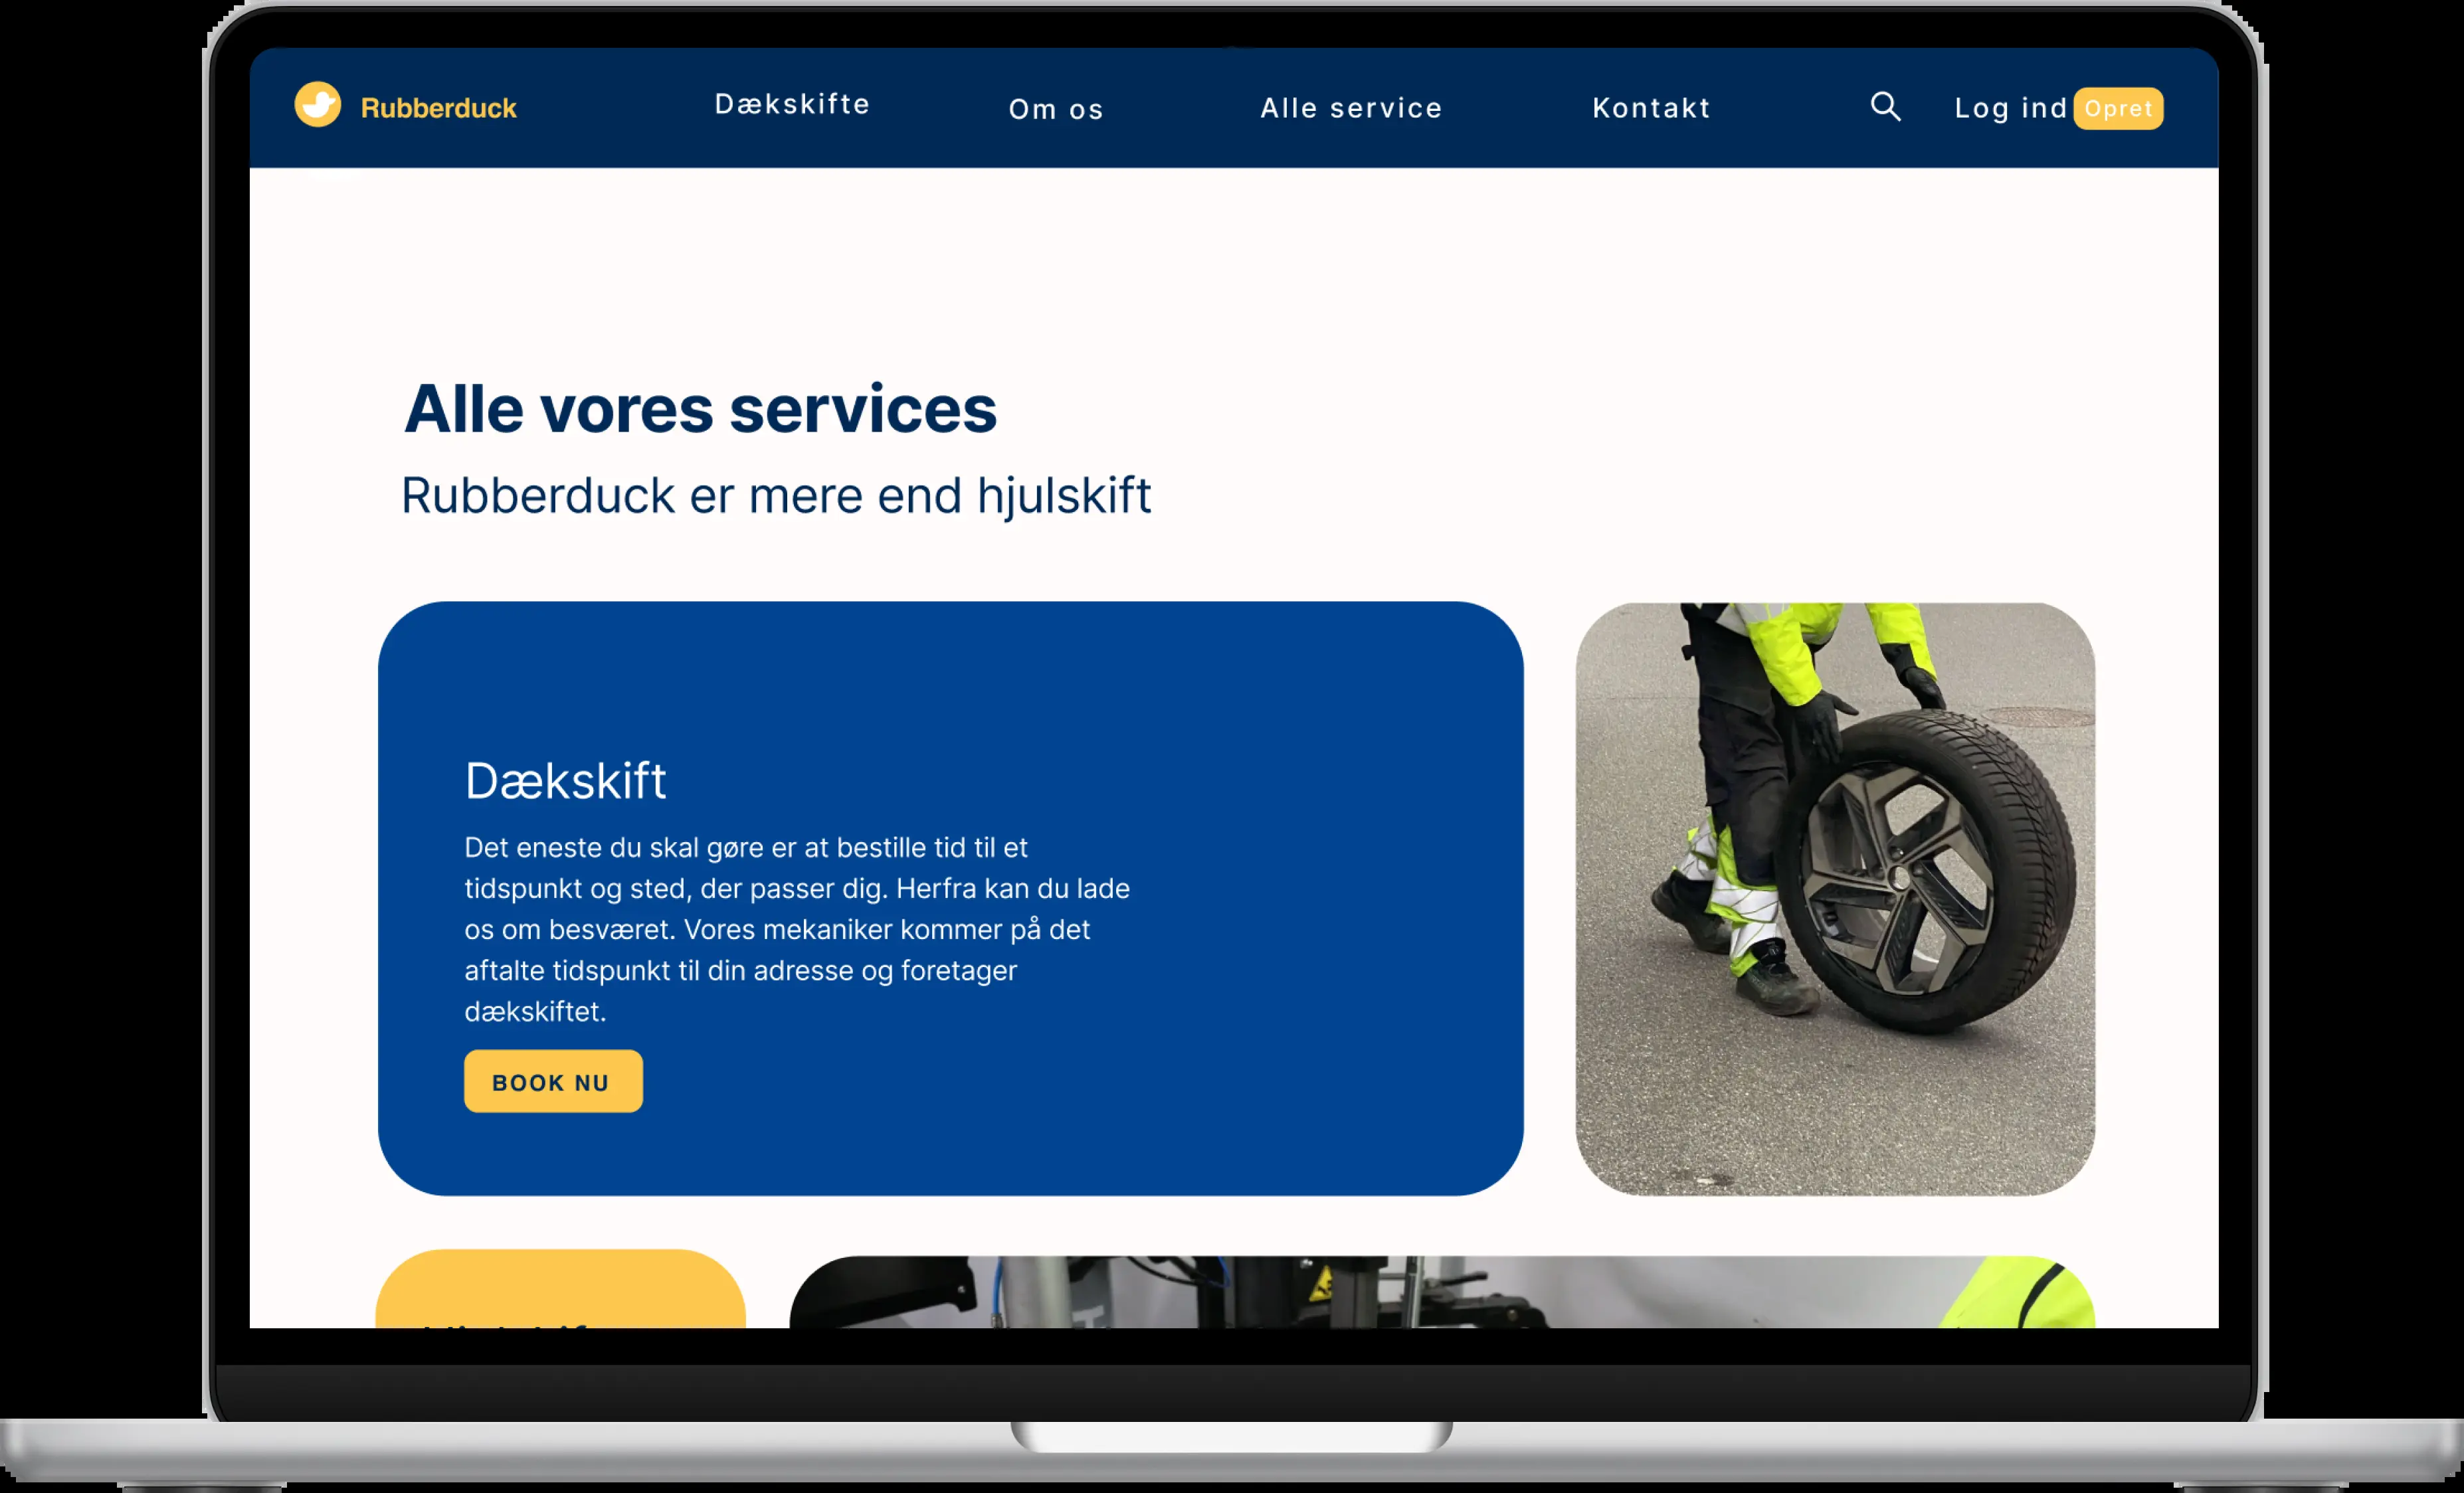 Rubberduck
Dækskifte
Om os
Alle service
Kontakt
Log ind
Opret
Alle vores services
Rubberduck er mere end hjulskift
Dækskift
Det eneste du skal gøre er at bestille tid til et
tidspunkt og sted, der passer dig. Herfra kan du lade
os om besværet. Vores mekaniker kommer på det
aftalte tidspunkt til din adresse og foretager
dækskiftet.
BOOK NU